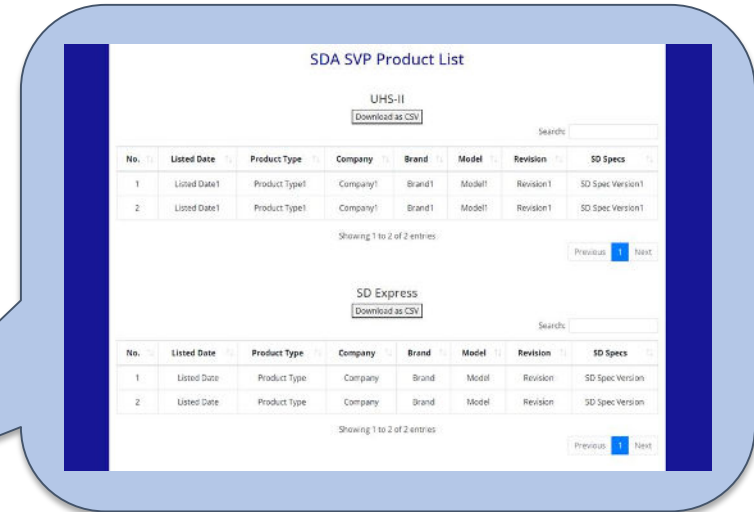 SDA SVP Product List
UHS-II
Download as CSV
Search:
No. Listed Date Product Type Company Brand Model Revision SD Specs
1 Listed Date1 Product Type1 Company1 Brand1 Model1 Revision1 SD Spec Version1
2 Listed Date1 Product Type1 Company1 Brand1 Model1 Revision1 SD Spec Version1
Showing 1 to 2 of 2 entries
Previous 1 Next
SD Express
Download as CSV
Search:
No. Listed Date Product Type Company Brand Model Revision SD Specs
1 Listed Date Product Type Company Brand Model Revision SD Spec Version
2 Listed Date Product Type Company Brand Model Revision SD Spec Version
Showing 1 to 2 of 2 entries
Previous 1 Next